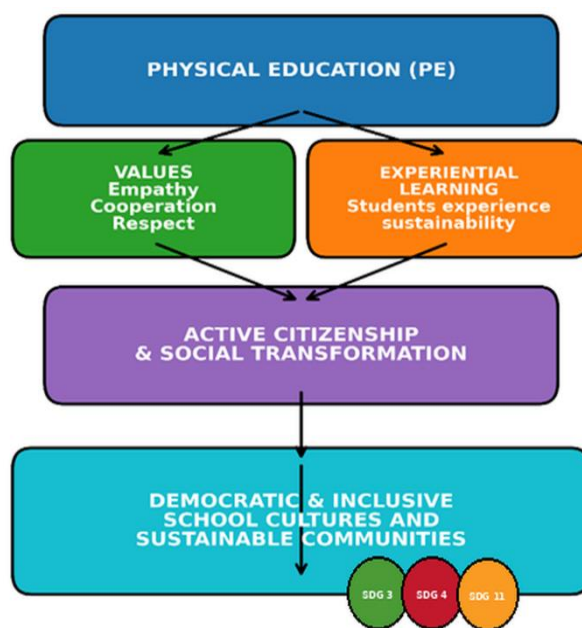 PHYSICAL EDUCATION (PE)
VALUES
Empathy
Cooperation
Respect
EXPERIENTIAL
LEARNING
Students experience
sustainability
ACTIVE CITIZENSHIP
& SOCIAL TRANSFORMATION
DEMOCRATIC & INCLUSIVE
SCHOOL CULTURES AND
SUSTAINABLE COMMUNITIES
SDG 3
SDG 4
SDG 11